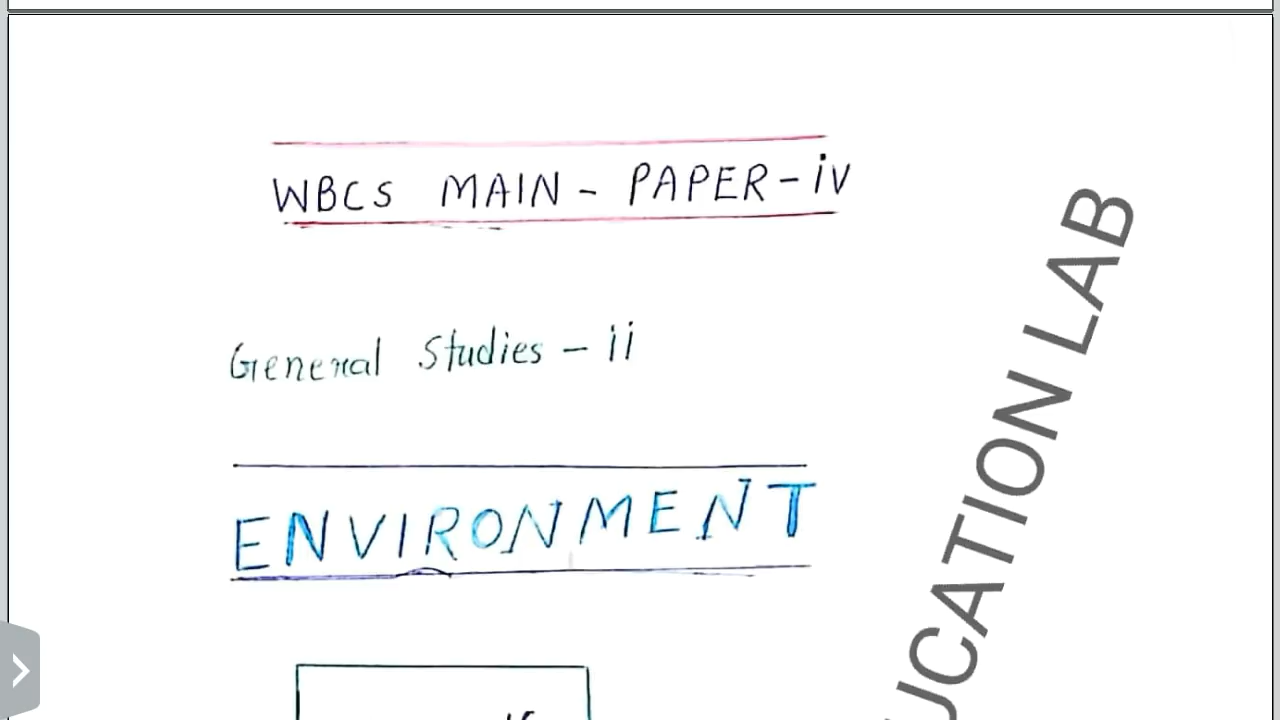 WBCS MAIN - PAPER - iv
General Studies - ii
ENVIRONMENT
UCATION LAB